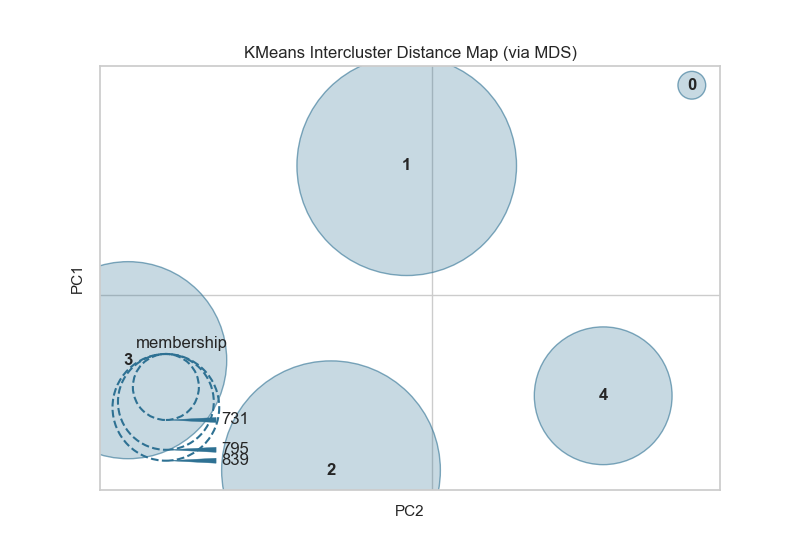 KMeans Intercluster Distance Map (via MDS)
0
1
PC1
membership
3
4
731
795
839
2
PC2